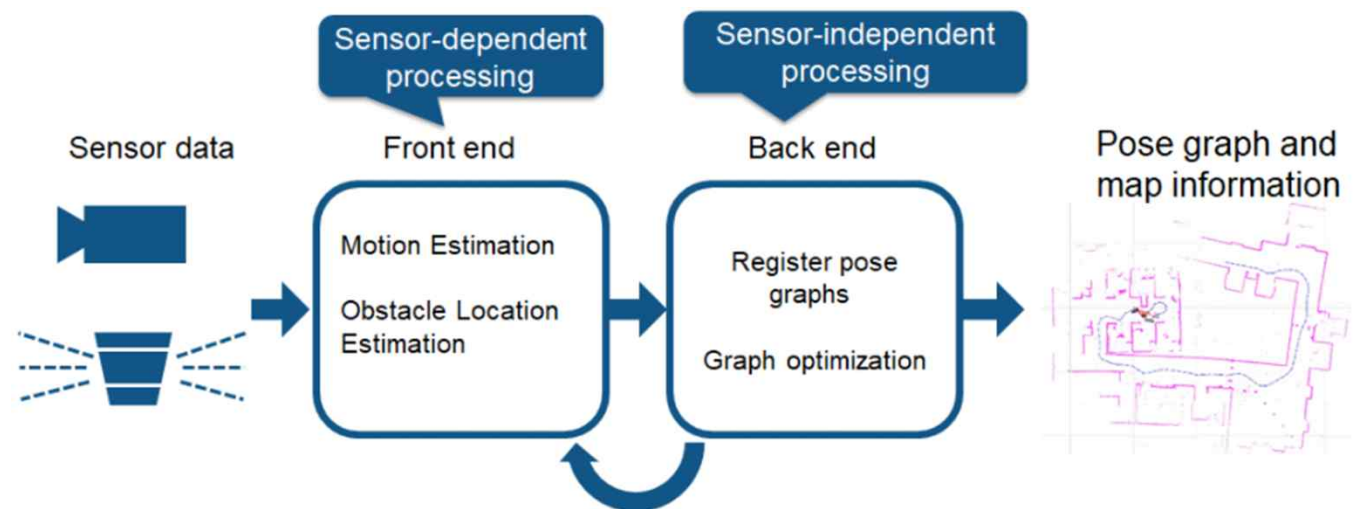 Sensor-dependent
processing
Sensor-independent
processing
Sensor data
Front end
Back end
Pose graph and
map information
Motion Estimation
Obstacle Location
Estimation
Register pose
graphs
Graph optimization